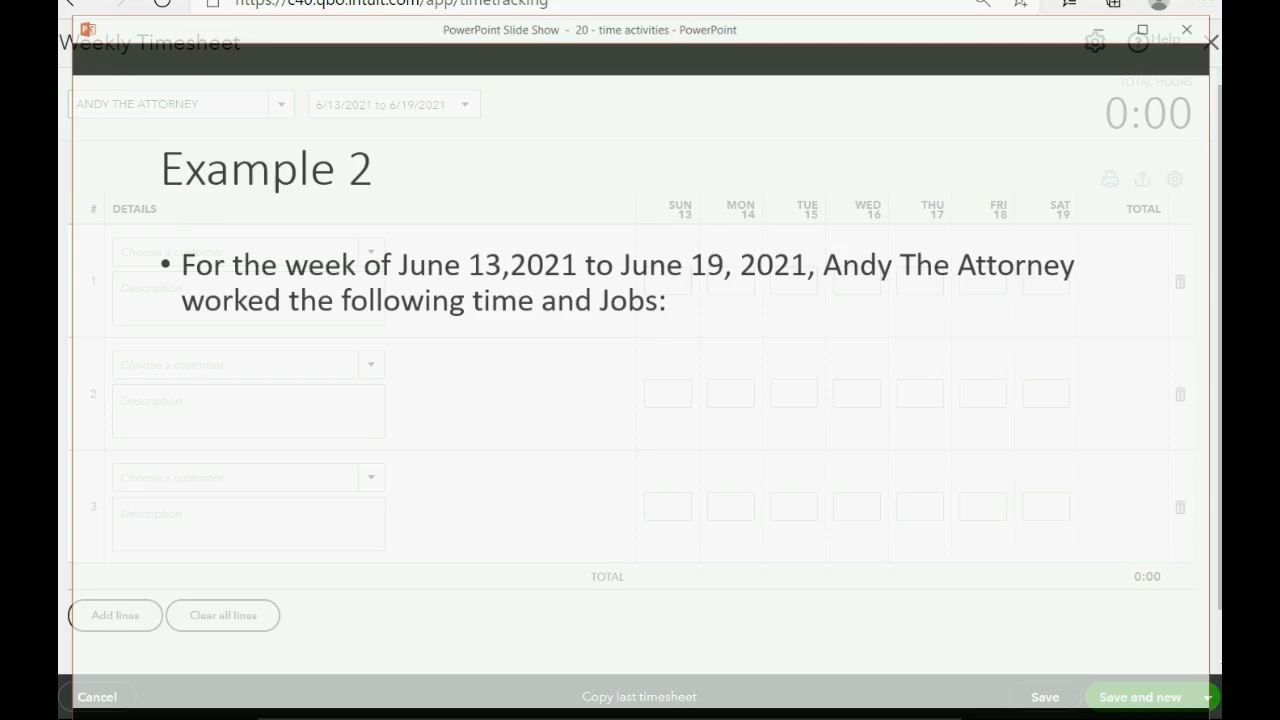 https://c40.qbo.intuit.com/app/timetracking
PowerPoint Slide Show - 20 - time activities - PowerPoint
Weekly Timesheet
Help
TOTAL HOURS
ANDY THE ATTORNEY
6/13/2021 to 6/19/2021
0:00
Example 2
# DETAILS SUN 13 MON 14 TUE 15 WED 16 THU 17 FRI 18 SAT 19 TOTAL
Choose a customer
• For the week of June 13,2021 to June 19, 2021, Andy The Attorney
1
Description
worked the following time and Jobs:
Choose a customer
2
Description
Choose a customer
3
Description
TOTAL 0:00
Add lines Clear all lines
Cancel Copy last timesheet Save Save and new